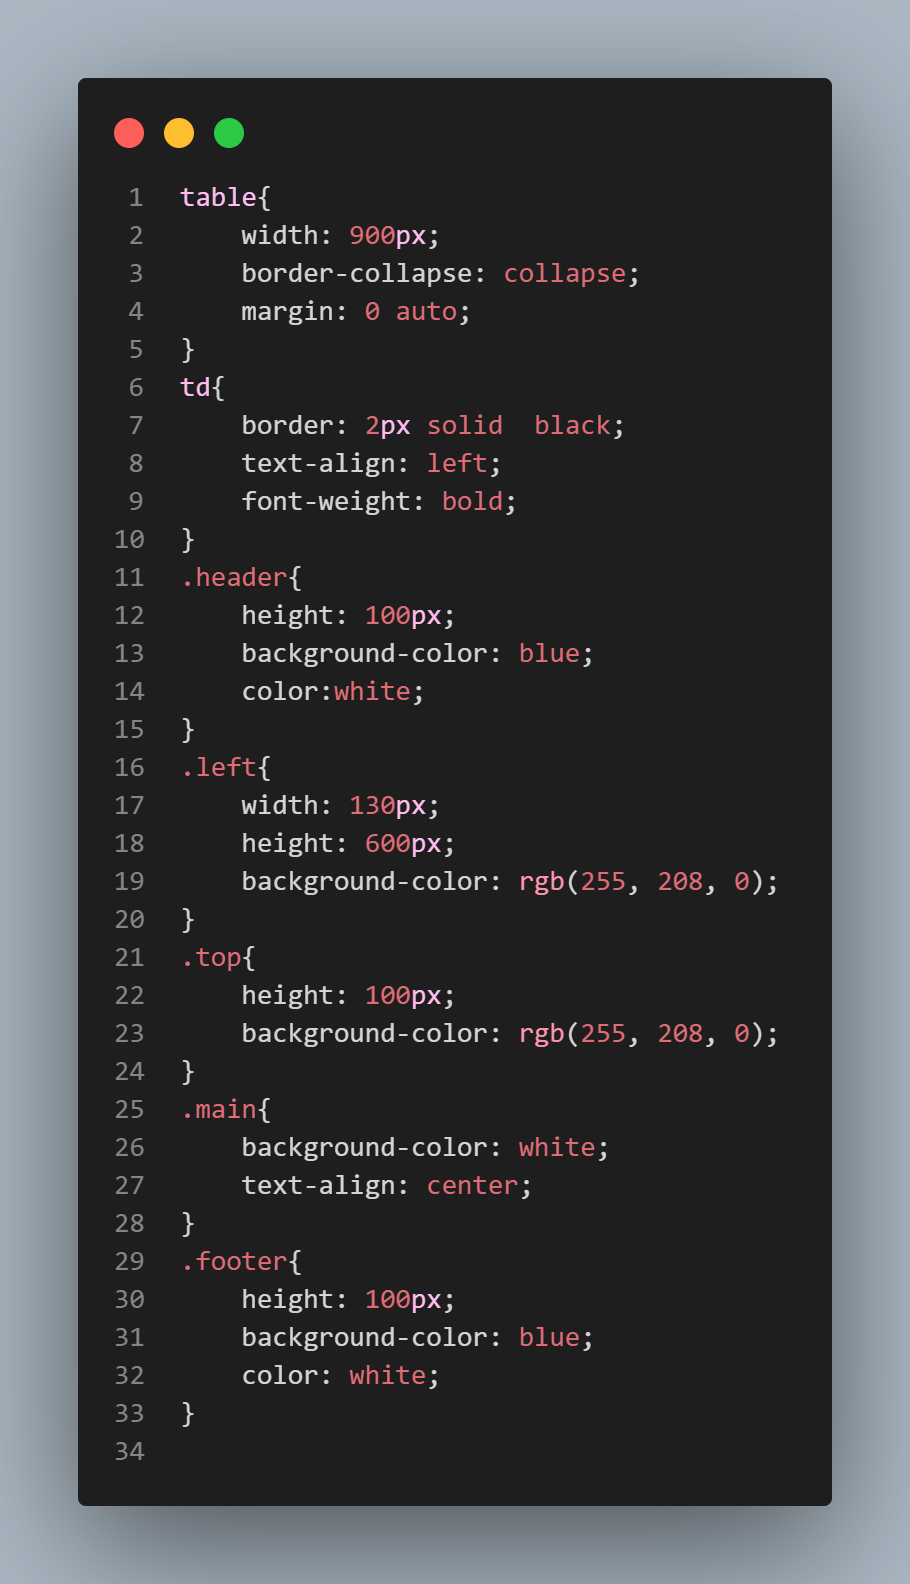 1 table{
2     width: 900px;
3     border-collapse: collapse;
4     margin: 0 auto;
5 }
6 td{
7     border: 2px solid  black;
8     text-align: left;
9     font-weight: bold;
10 }
11 .header{
12     height: 100px;
13     background-color: blue;
14     color:white;
15 }
16 .left{
17     width: 130px;
18     height: 600px;
19     background-color: rgb(255, 208, 0);
20 }
21 .top{
22     height: 100px;
23     background-color: rgb(255, 208, 0);
24 }
25 .main{
26     background-color: white;
27     text-align: center;
28 }
29 .footer{
30     height: 100px;
31     background-color: blue;
32     color: white;
33 }
34